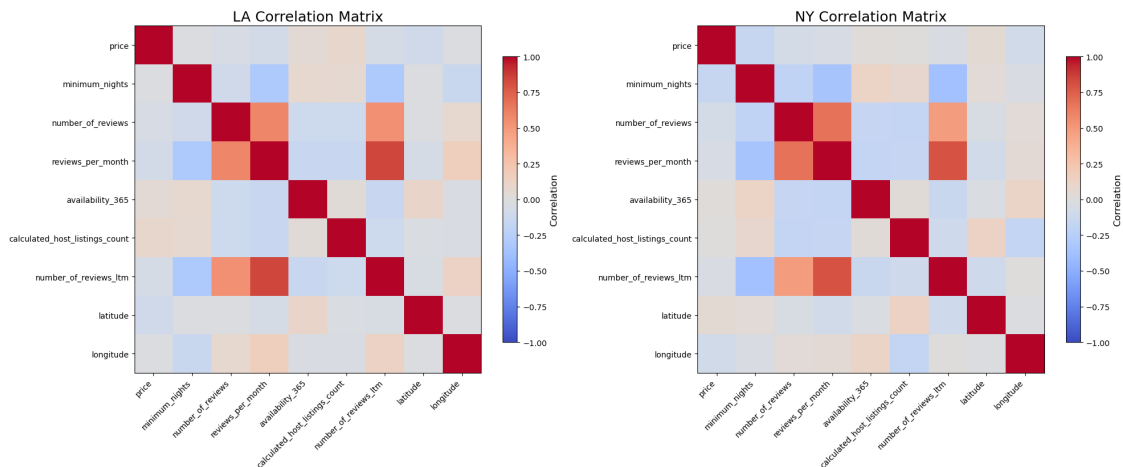 LA Correlation Matrix
price
minimum_nights
number_of_reviews
reviews_per_month
availability_365
calculated_host_listings_count
number_of_reviews_ltm
latitude
longitude
price
minimum_nights
number_of_reviews
reviews_per_month
availability_365
calculated_host_listings_count
number_of_reviews_ltm
latitude
longitude
1.00
0.75
0.50
0.25
0.00
−0.25
−0.50
−0.75
−1.00
Correlation
NY Correlation Matrix
price
minimum_nights
number_of_reviews
reviews_per_month
availability_365
calculated_host_listings_count
number_of_reviews_ltm
latitude
longitude
price
minimum_nights
number_of_reviews
reviews_per_month
availability_365
calculated_host_listings_count
number_of_reviews_ltm
latitude
longitude
1.00
0.75
0.50
0.25
0.00
−0.25
−0.50
−0.75
−1.00
Correlation